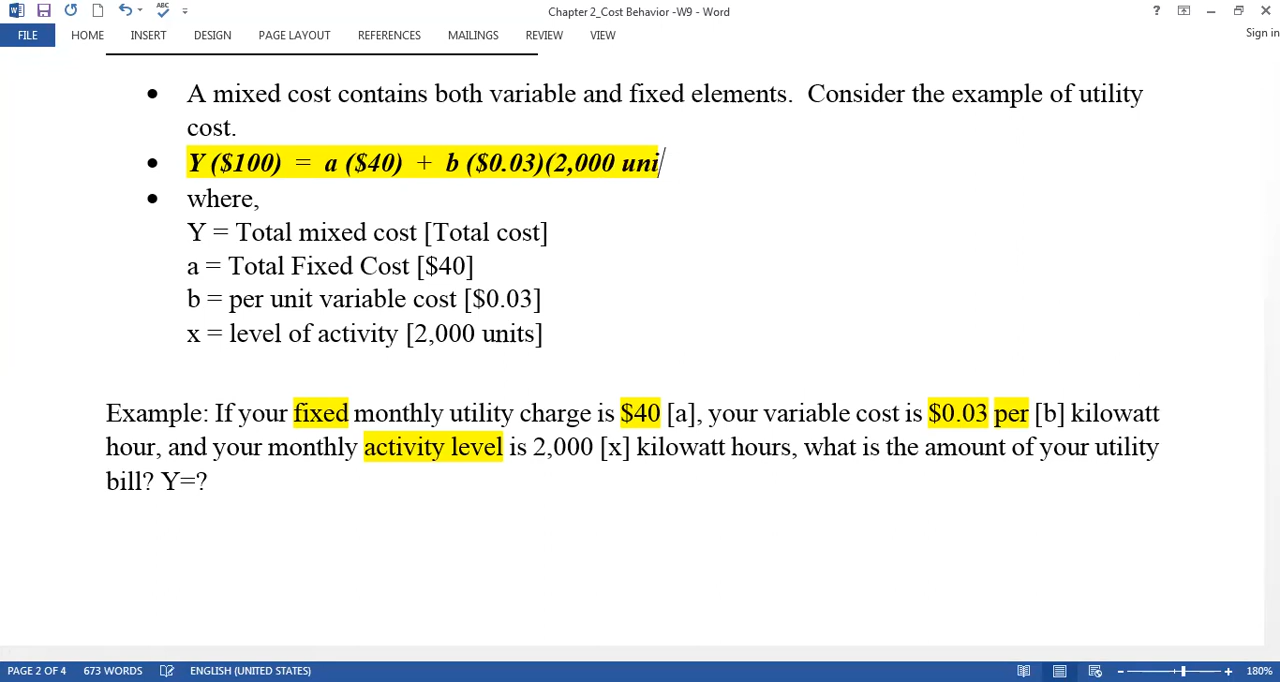 ABC
Chapter 2_Cost Behavior -W9 - Word
?
FILE HOME INSERT DESIGN PAGE LAYOUT REFERENCES MAILINGS REVIEW VIEW Sign in
• A mixed cost contains both variable and fixed elements. Consider the example of utility
cost.
• Y ($100) = a ($40) + b ($0.03)(2,000 uni
• where,
Y = Total mixed cost [Total cost]
a = Total Fixed Cost [$40]
b = per unit variable cost [$0.03]
x = level of activity [2,000 units]
Example: If your fixed monthly utility charge is $40 [a], your variable cost is $0.03 per [b] kilowatt
hour, and your monthly activity level is 2,000 [x] kilowatt hours, what is the amount of your utility
bill? Y=?
PAGE 2 OF 4 673 WORDS ENGLISH (UNITED STATES) 180%